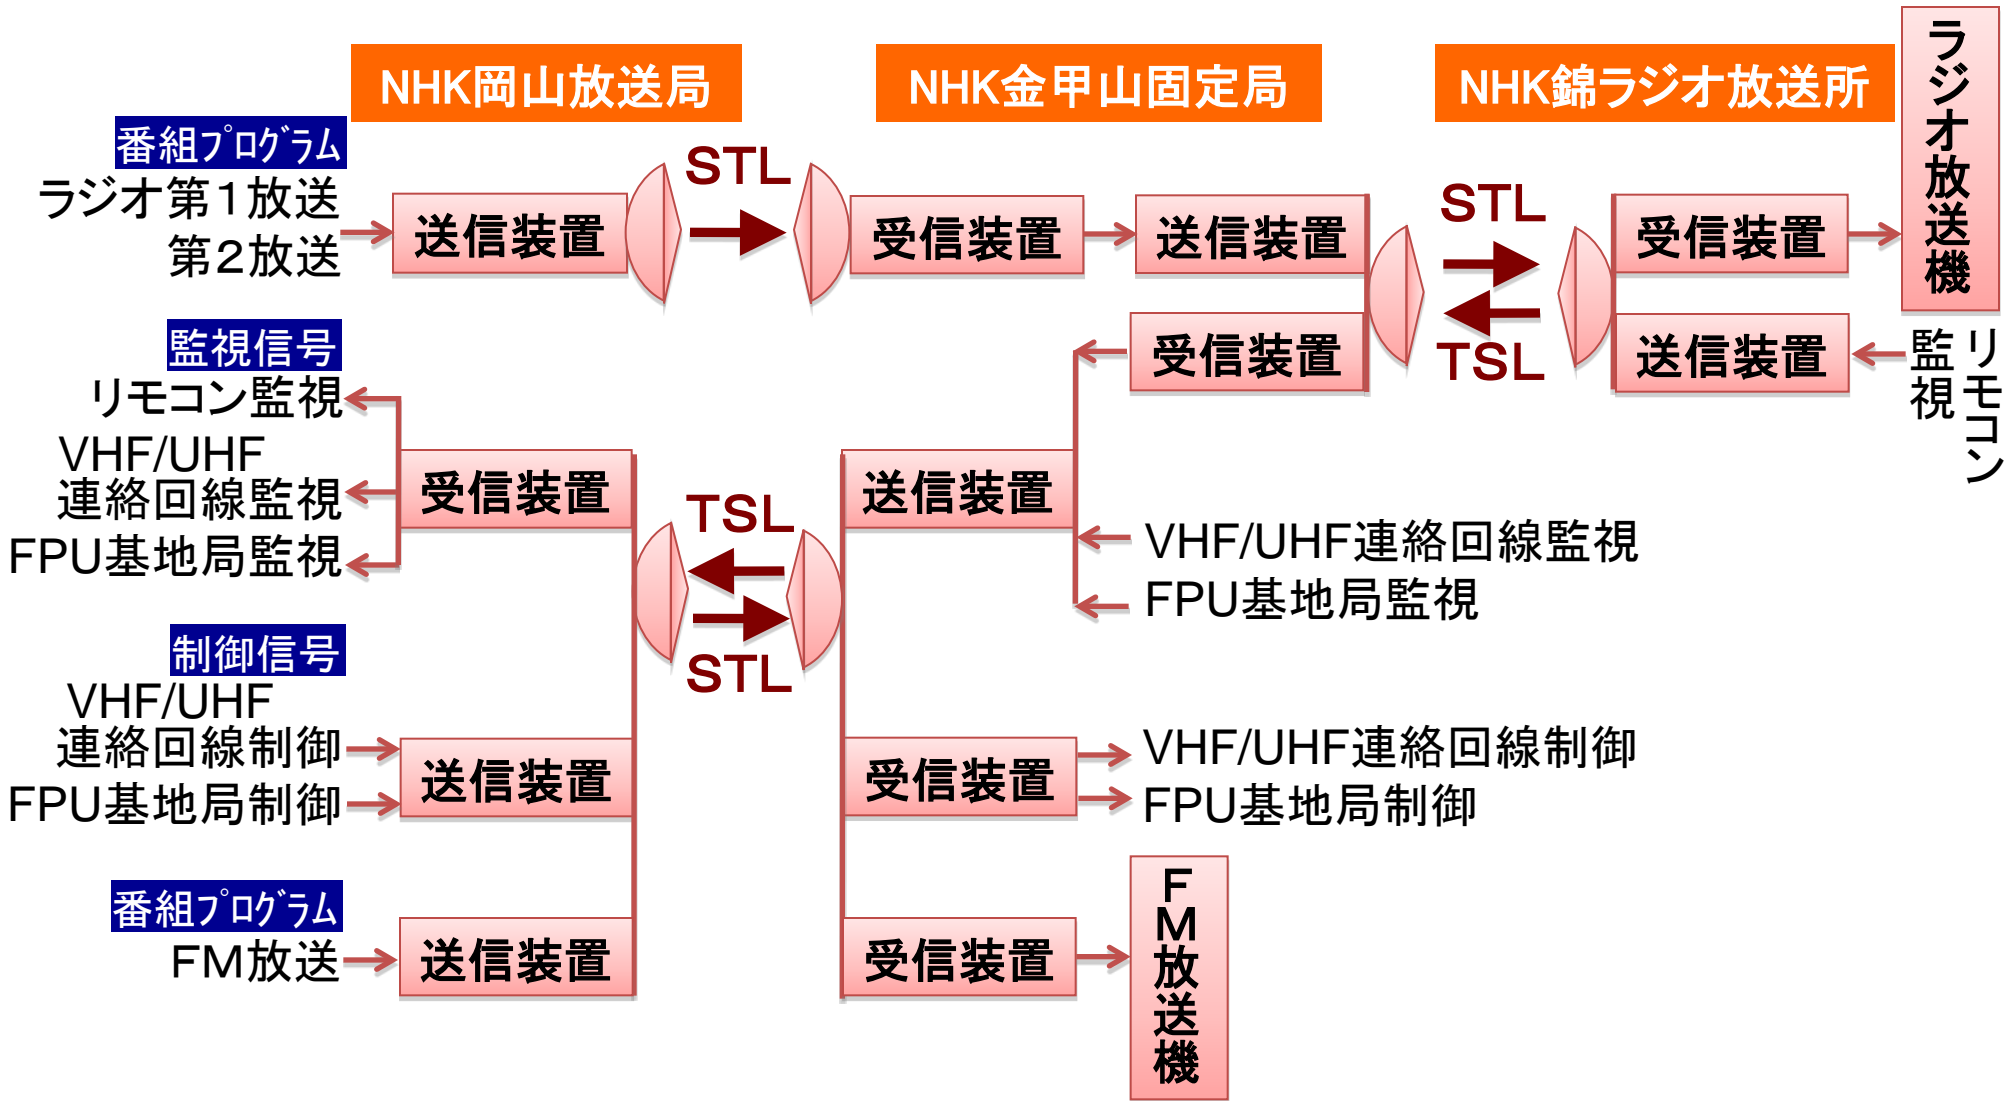 NHK岡山放送局
NHK金甲山固定局
NHK錦ラジオ放送所
ラジオ放送機
番組ﾌﾟﾛｸﾞﾗﾑ
ラジオ第１放送
第２放送
送信装置
STL
受信装置
送信装置
STL
TSL
受信装置
受信装置
送信装置
リモコン
監視
監視信号
リモコン監視
VHF/UHF
連絡回線監視
FPU基地局監視
受信装置
TSL
STL
送信装置
VHF/UHF連絡回線監視
FPU基地局監視
制御信号
VHF/UHF
連絡回線制御
FPU基地局制御
送信装置
受信装置
VHF/UHF連絡回線制御
FPU基地局制御
番組ﾌﾟﾛｸﾞﾗﾑ
ＦＭ放送
送信装置
受信装置
ＦＭ放送機